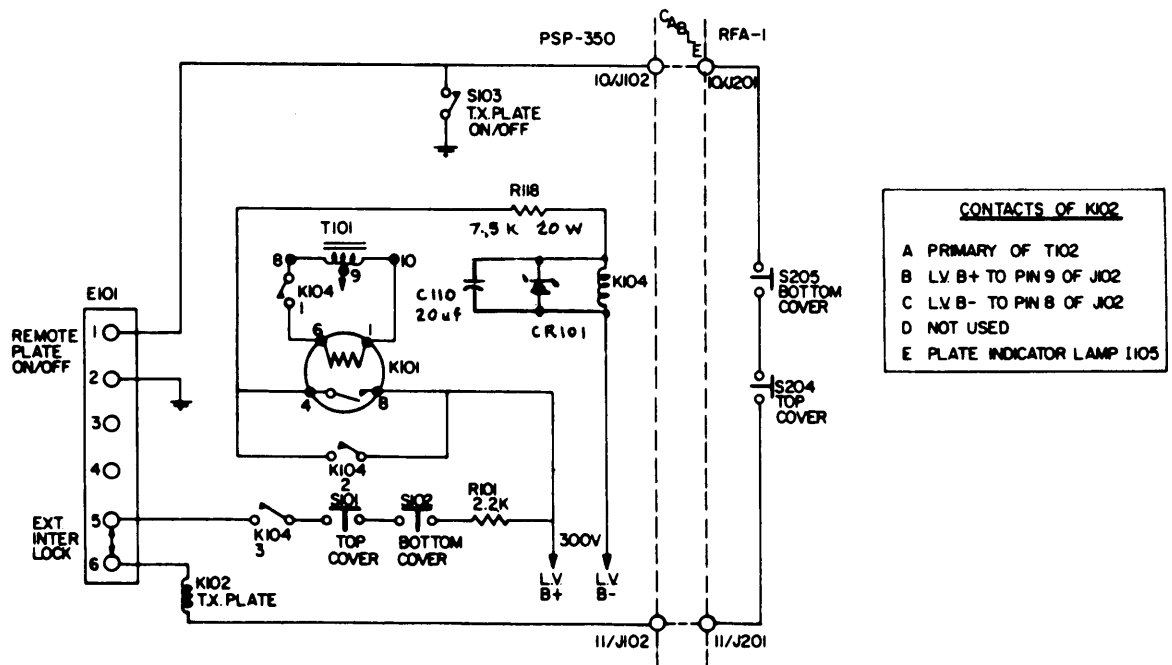 PSP-350
CABLE
RFA-1
10/J102
10/J201
S103
T.X. PLATE
ON/OFF
R118
7.5 K 20 W
T101
8
9
10
K104
1
C110
20 uf
CR101
K104
6
1
K101
4
8
K104
2
E101
REMOTE
PLATE
ON/OFF
1
2
3
4
EXT
INTER
LOCK
5
6
K104
3
S101
TOP
COVER
S102
BOTTOM
COVER
R101
2.2K
300V
L.V.
B+
L.V.
B-
K102
T.X. PLATE
11/J102
11/J201
S205
BOTTOM
COVER
S204
TOP
COVER
CONTACTS OF K102
A PRIMARY OF T102
B L.V. B+ TO PIN 9 OF J102
C L.V. B- TO PIN 8 OF J102
D NOT USED
E PLATE INDICATOR LAMP I105